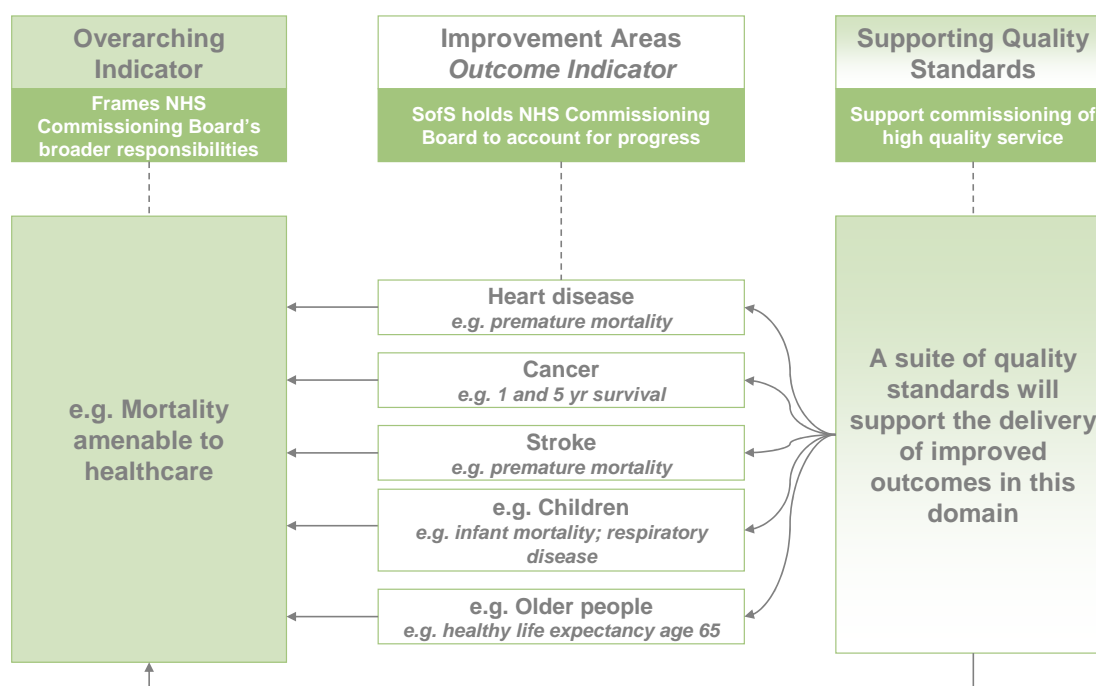 Overarching
Indicator
Frames NHS
Commissioning Board's
broader responsibilities
Improvement Areas
Outcome Indicator
SofS holds NHS Commissioning
Board to account for progress
Supporting Quality
Standards
Support commissioning of
high quality service
e.g. Mortality
amenable to
healthcare
Heart disease
e.g. premature mortality
Cancer
e.g. 1 and 5 yr survival
Stroke
e.g. premature mortality
e.g. Children
e.g. infant mortality; respiratory
disease
e.g. Older people
e.g. healthy life expectancy age 65
A suite of quality
standards will
support the delivery
of improved
outcomes in this
domain